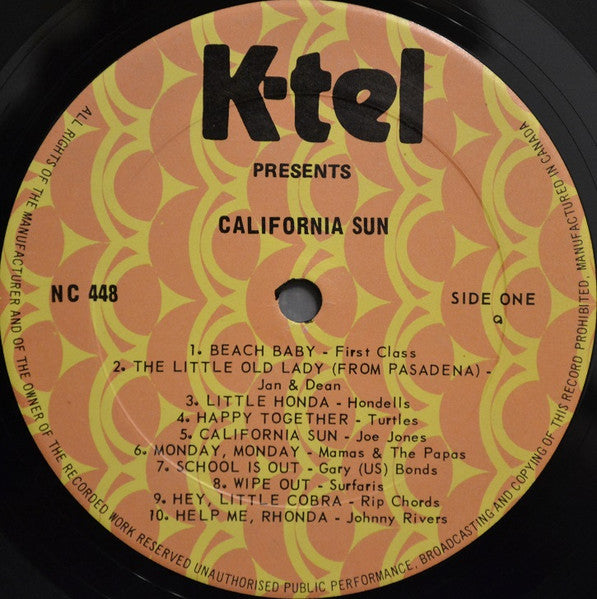 K-tel
PRESENTS
CALIFORNIA SUN
NC 448
SIDE ONE
Q
1. BEACH BABY - First Class
2. THE LITTLE OLD LADY (FROM PASADENA) -
Jan & Dean
3. LITTLE HONDA - Hondells
4. HAPPY TOGETHER - Turtles
5. CALIFORNIA SUN - Joe Jones
6. MONDAY, MONDAY - Mamas & The Papas
7. SCHOOL IS OUT - Gary (US) Bonds
8. WIPE OUT - Surfaris
9. HEY, LITTLE COBRA - Rip Chords
10. HELP ME, RHONDA - Johnny Rivers
ALL RIGHTS OF THE MANUFACTURER AND OF THE OWNER OF THE RECORDED WORK RESERVED UNAUTHORISED PUBLIC PERFORMANCE, BROADCASTING AND COPYING OF THIS RECORD PROHIBITED. MANUFACTURED IN CANADA